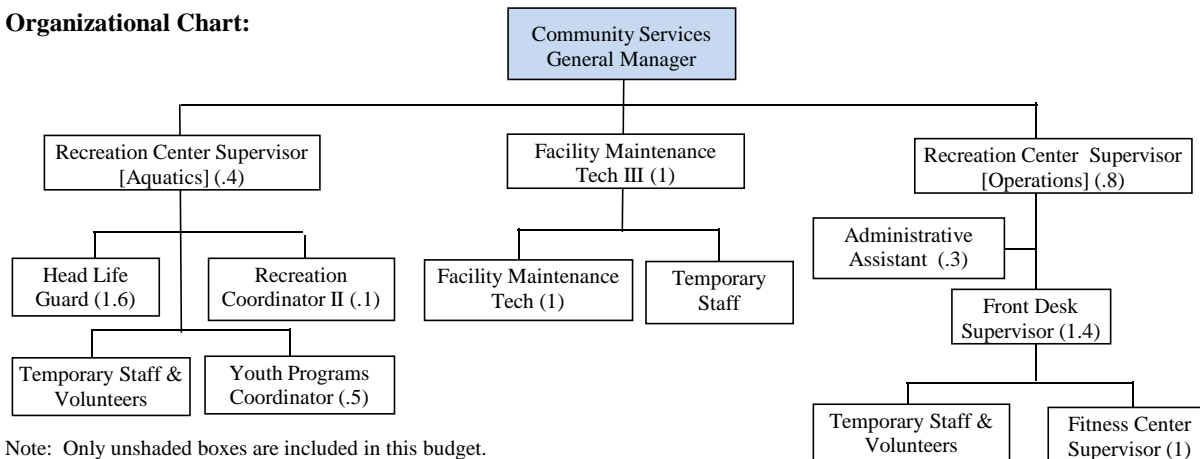 Organizational Chart:
Community Services
General Manager
Recreation Center Supervisor
[Aquatics] (.4)
Facility Maintenance
Tech III (1)
Recreation Center Supervisor
[Operations] (.8)
Administrative
Assistant (.3)
Head Life
Guard (1.6)
Recreation
Coordinator II (.1)
Facility Maintenance
Tech (1)
Temporary
Staff
Front Desk
Supervisor (1.4)
Temporary Staff &
Volunteers
Youth Programs
Coordinator (.5)
Temporary Staff &
Volunteers
Fitness Center
Supervisor (1)
Note: Only unshaded boxes are included in this budget.